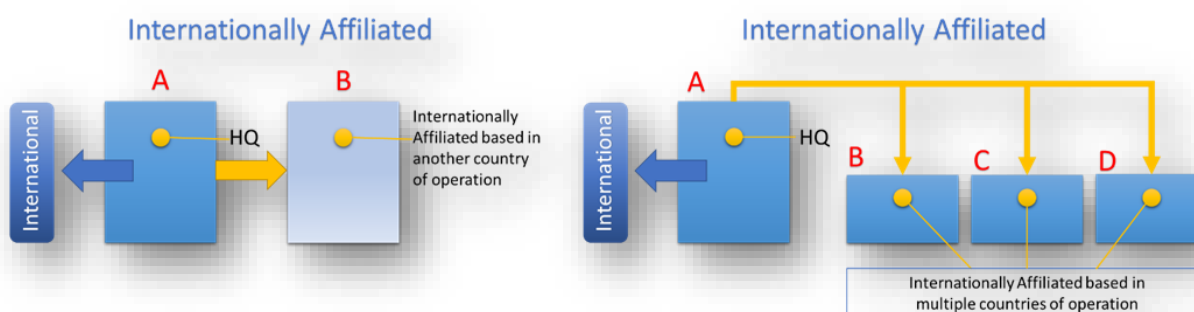 Internationally Affiliated
A
B
International
HQ
Internationally
Affiliated based in
another country
of operation
Internationally Affiliated
A
International
HQ
B
C
D
Internationally Affiliated based in
multiple countries of operation